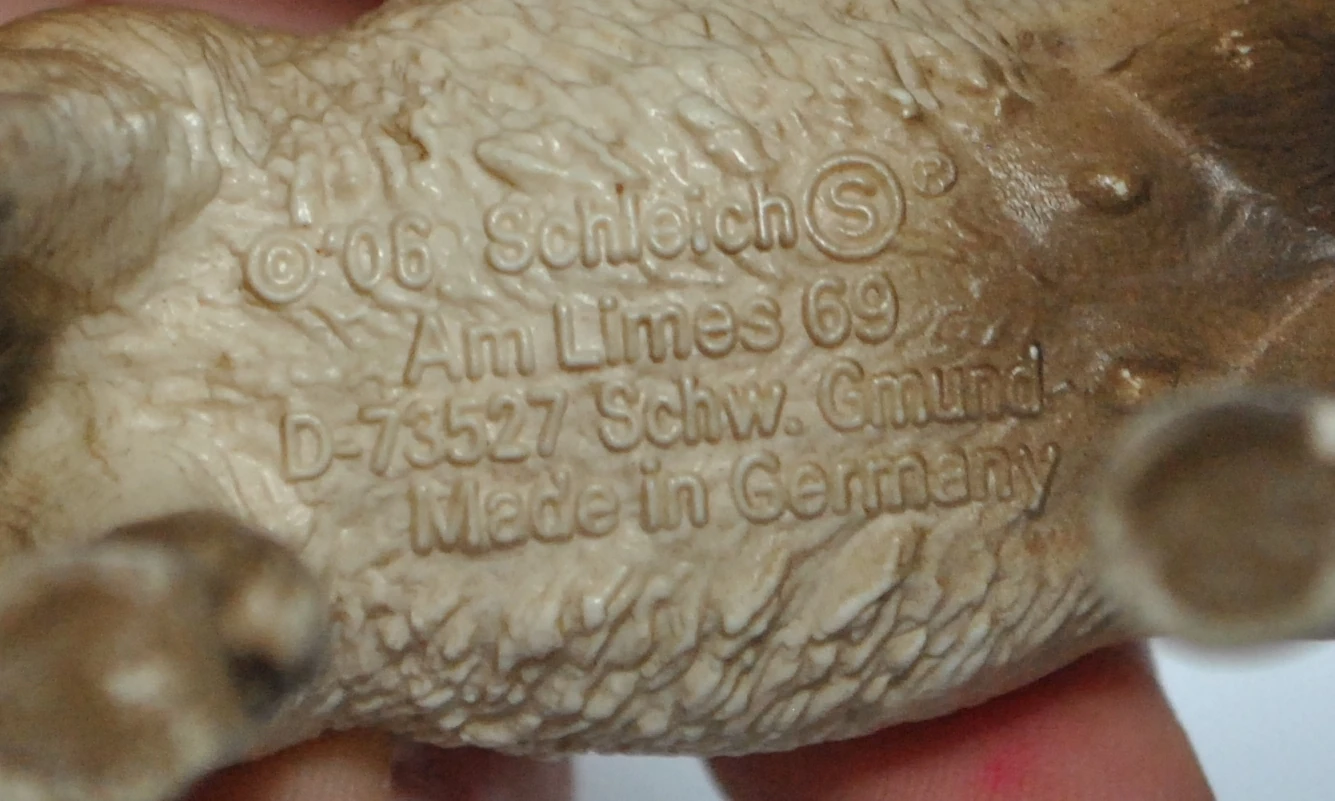 © '06 Schleich Ⓢ ®
Am Limes 69
D-73527 Schw. Gmund
Made in Germany